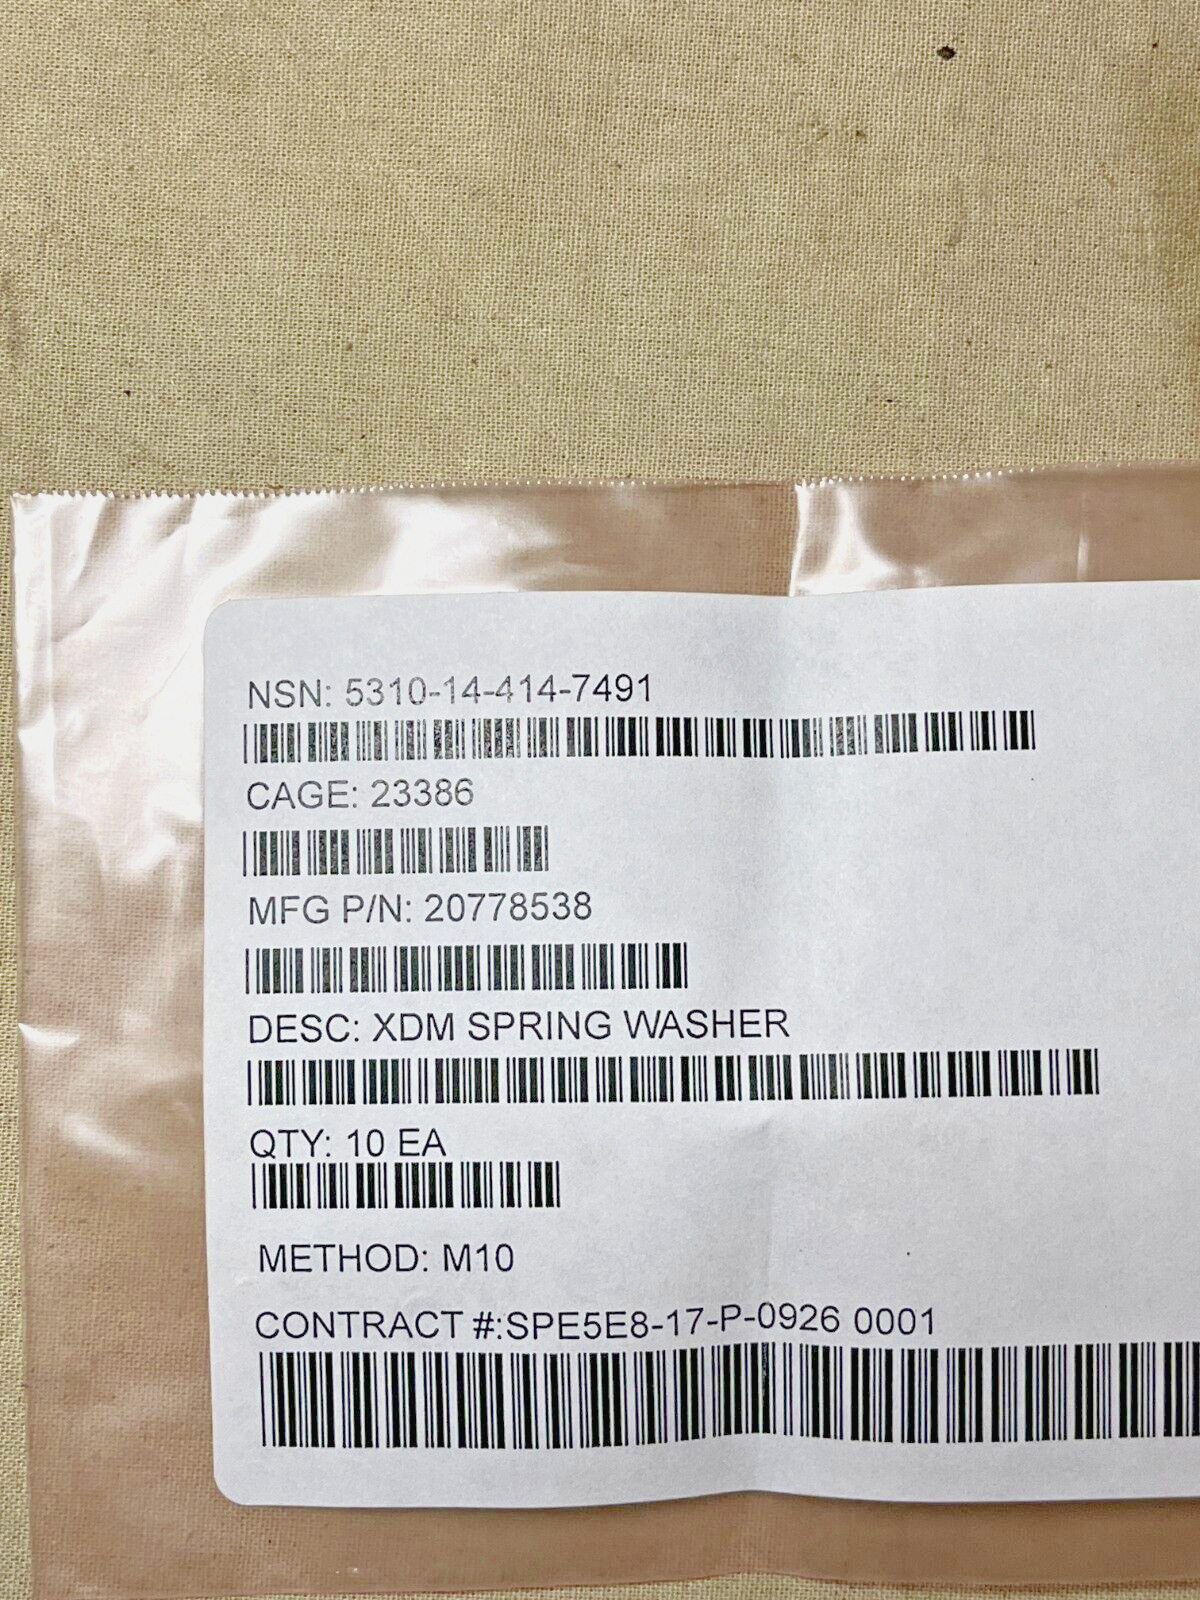 NSN: 5310-14-414-7491
CAGE: 23386
MFG P/N: 20778538
DESC: XDM SPRING WASHER
QTY: 10 EA
METHOD: M10
CONTRACT #:SPE5E8-17-P-0926 0001